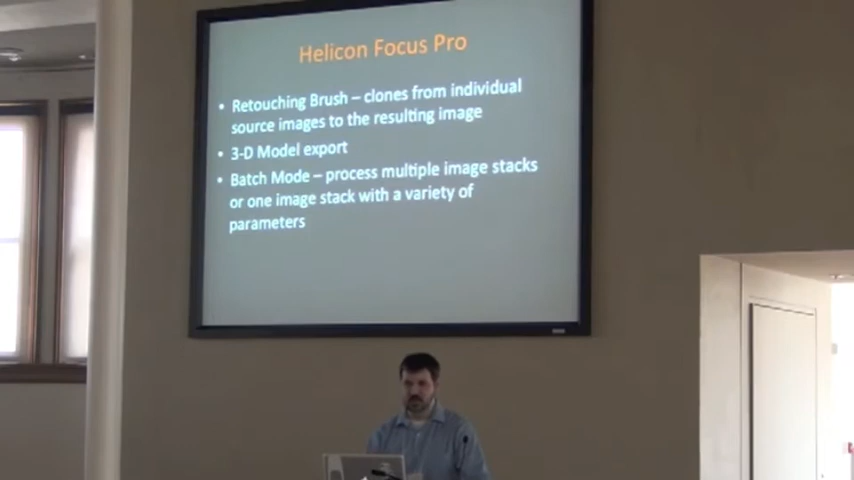 Helicon Focus Pro
• Retouching Brush – clones from individual
source images to the resulting image
• 3-D Model export
• Batch Mode – process multiple image stacks
or one image stack with a variety of
parameters